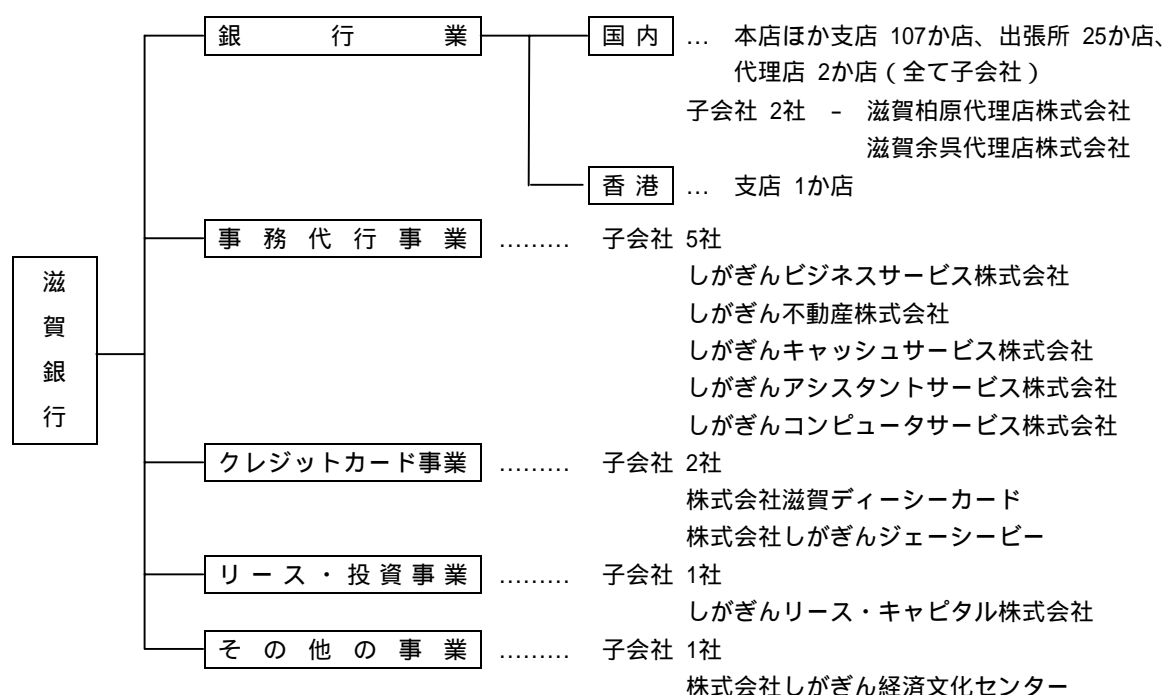 銀行業
国内 … 本店ほか支店 107か店、出張所 25か店、
代理店 2か店(全て子会社)
子会社 2社 - 滋賀柏原代理店株式会社
滋賀余呉代理店株式会社
香港 … 支店 1か店
滋賀銀行
事務代行事業 ……… 子会社 5社
しがぎんビジネスサービス株式会社
しがぎん不動産株式会社
しがぎんキャッシュサービス株式会社
しがぎんアシスタントサービス株式会社
しがぎんコンピュータサービス株式会社
クレジットカード事業 ……… 子会社 2社
株式会社滋賀ディーシーカード
株式会社しがぎんジェーシービー
リース・投資事業 ……… 子会社 1社
しがぎんリース・キャピタル株式会社
その他の事業 ……… 子会社 1社
株式会社しがぎん経済文化センター